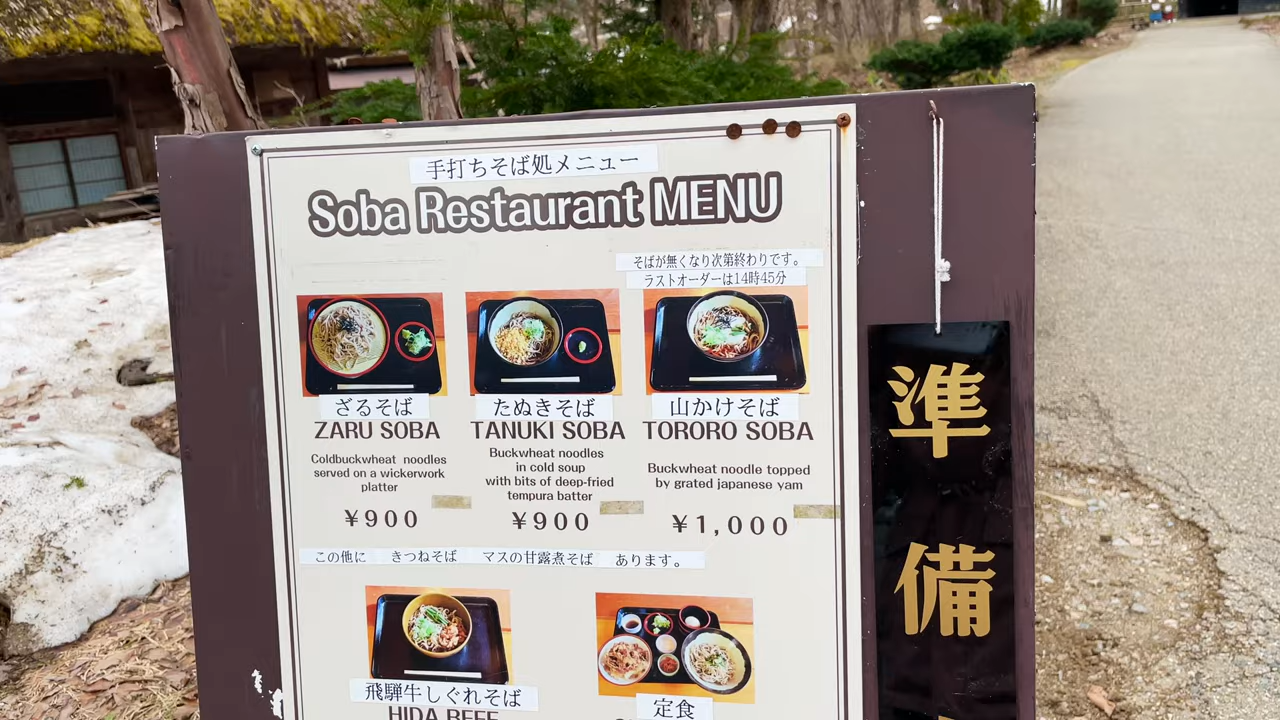 手打ちそば処メニュー
Soba Restaurant MENU
そばが無くなり次第終わりです。
ラストオーダーは14時45分
ざるそば
ZARU SOBA
Coldbuckwheat noodles
served on a wickerwork
platter
¥900
たぬきそば
TANUKI SOBA
Buckwheat noodles
in cold soup
with bits of deep-fried
tempura batter
¥900
山かけそば
TORORO SOBA
Buckwheat noodle topped
by grated japanese yam
¥1,000
この他に きつねそば マスの甘露煮そば あります。
飛騨牛しぐれそば
HIDA BEEF
定食
準備